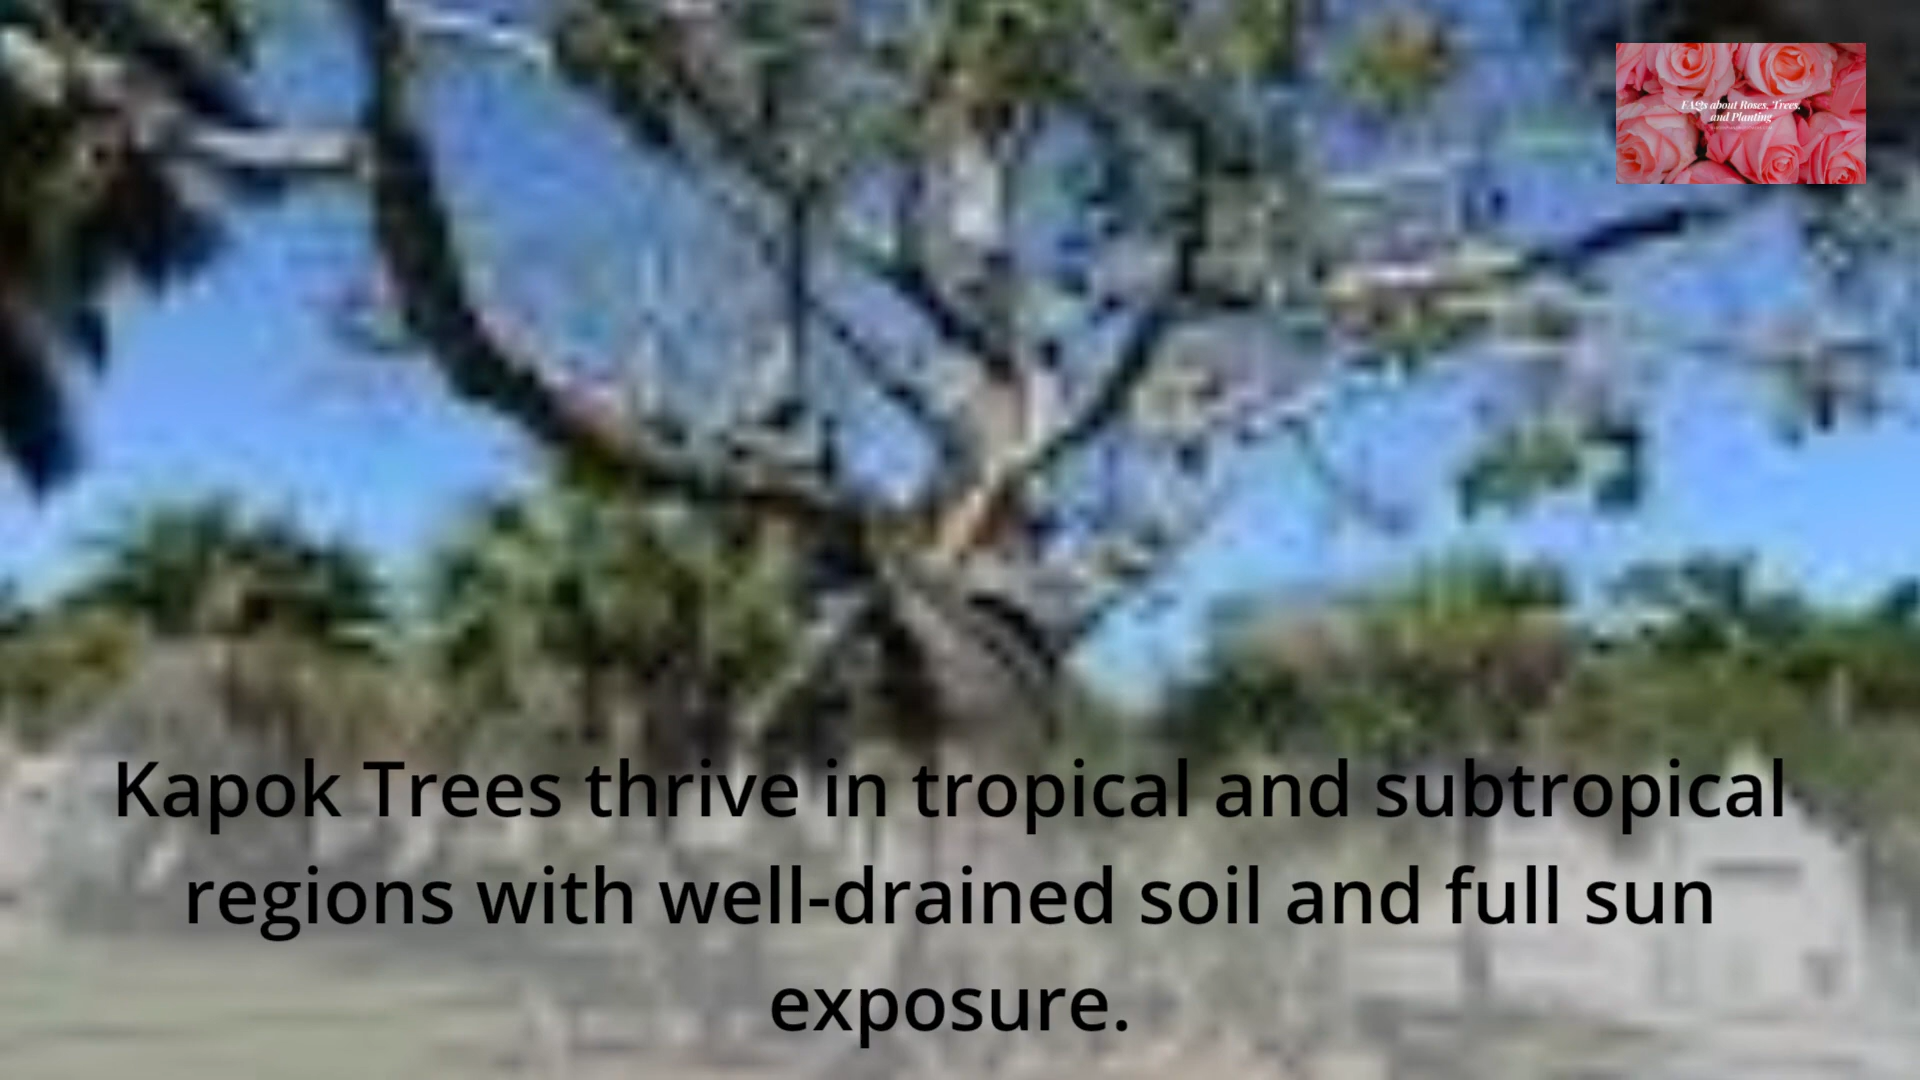 FAQs about Roses, Trees,
and Planting
Kapok Trees thrive in tropical and subtropical
regions with well-drained soil and full sun
exposure.